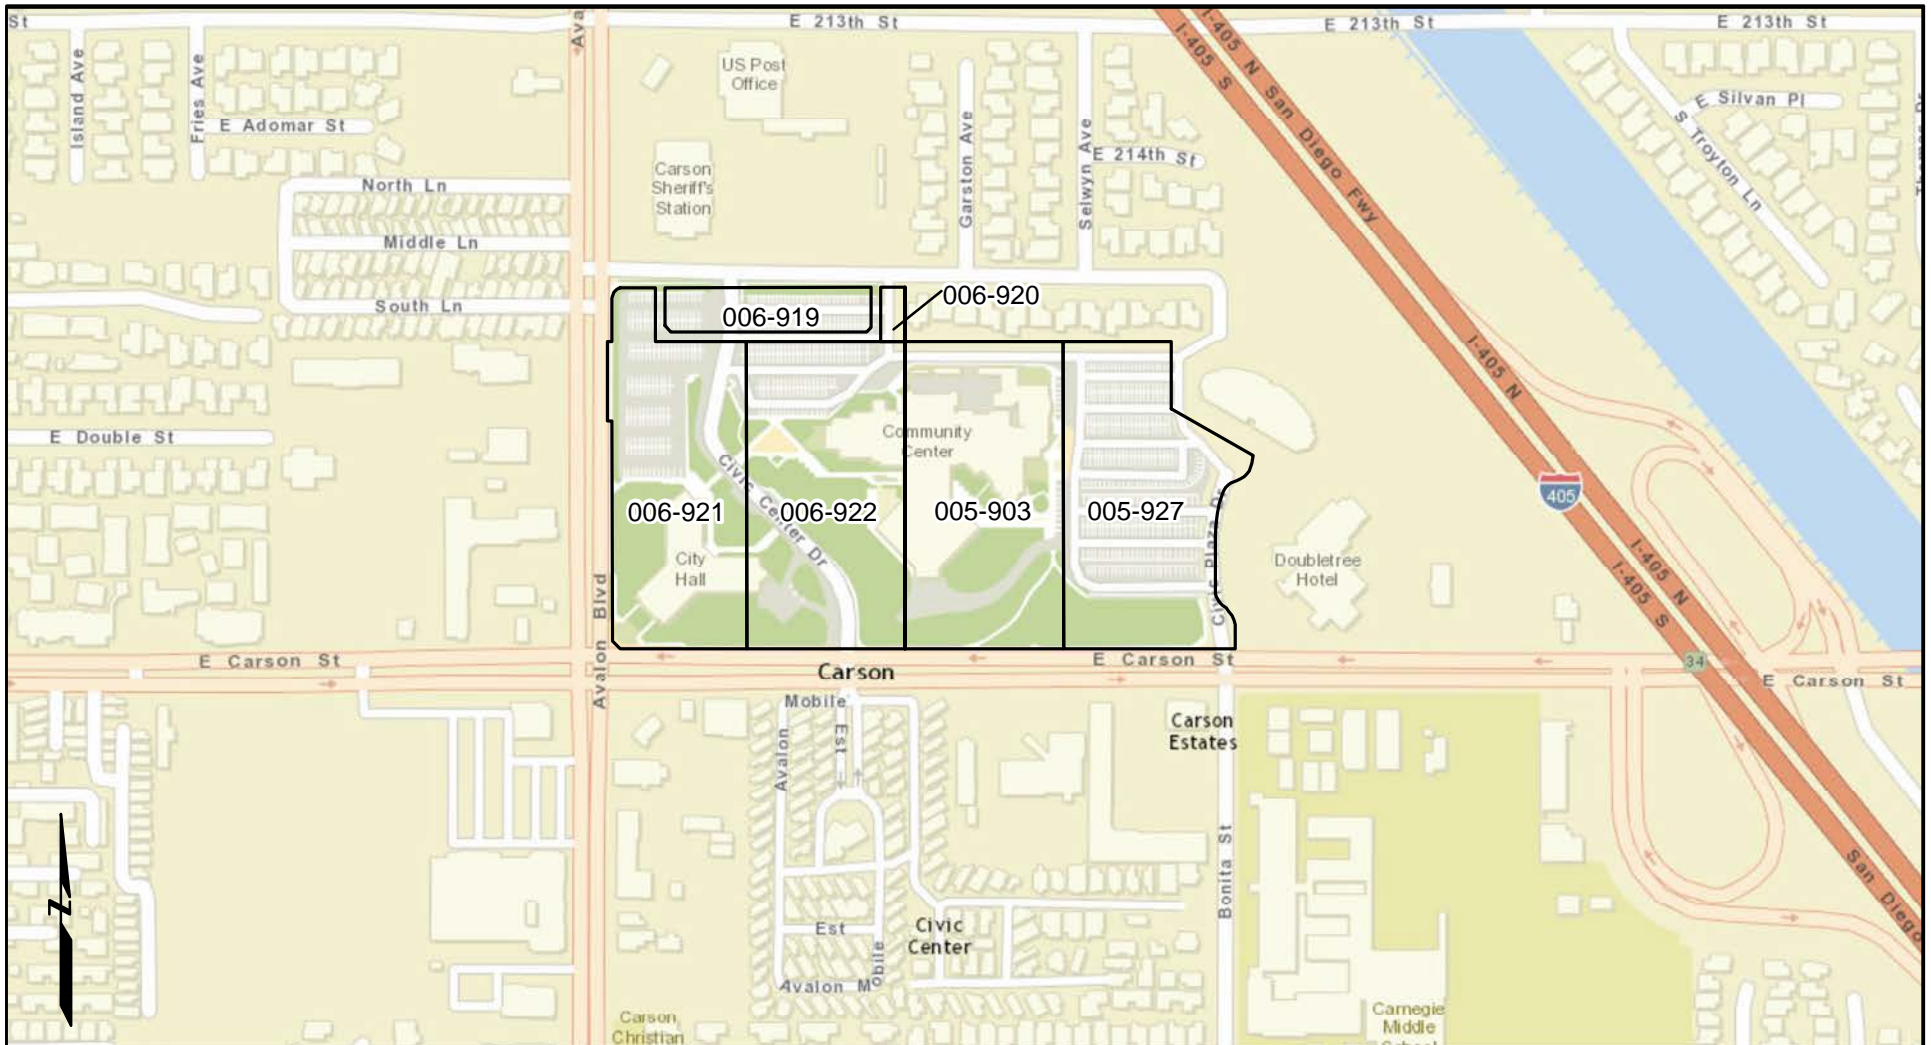 St
E 213th St
E 213th St
E 213th St
Island Ave
Fries Ave
Ava
US Post
Office
I-405 N
I-405 S
San Diego Fwy
E Silvan Pl
S Troyton Ln
E Adomar St
Garston Ave
Selwyn Ave
E 214th St
Carson
Sheriff's
Station
North Ln
Middle Ln
South Ln
006-919
006-920
I-405 N
E Double St
Community
Center
Civic Center Dr
006-921
006-922
005-903
005-927
Civic Plaza Dr
405
City
Hall
Doubletree
Hotel
I-405 N
I-405 S
Avalon Blvd
E Carson St
E Carson St
34
E Carson St
Carson
Mobile
Est
Avalon
Carson
Estates
Bonita St
San Diego
N
Est
Civic
Center
Avalon Mobile
Carson
Christian
Carnegie
Middle
School